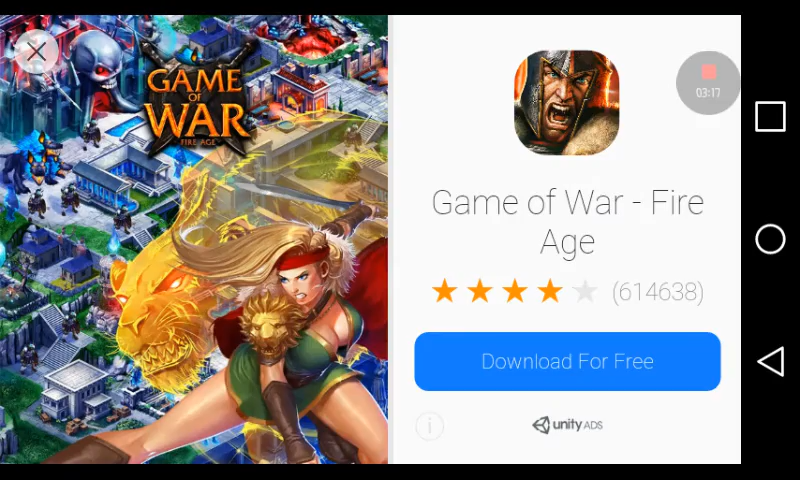 GAME
OF
WAR
FIRE AGE
03:17
Game of War - Fire
Age
(614638)
Download For Free
i
unity ADS